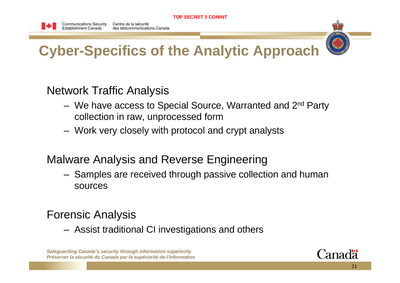 TOP SECRET // COMINT
Communications Security Centre de la sécurité
Establishment Canada des télécommunications Canada
Cyber-Specifics of the Analytic Approach
Network Traffic Analysis
– We have access to Special Source, Warranted and 2nd Party
collection in raw, unprocessed form
– Work very closely with protocol and crypt analysts
Malware Analysis and Reverse Engineering
– Samples are received through passive collection and human
sources
Forensic Analysis
– Assist traditional CI investigations and others
Safeguarding Canada's security through information superiority
Préserver la sécurité du Canada par la supériorité de l'information
Canada
21